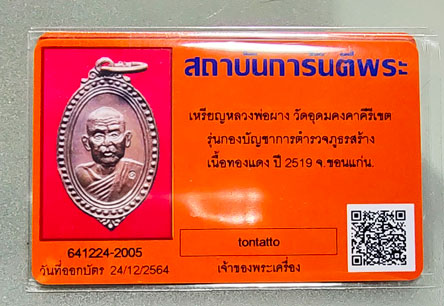 สถาบันการันตีพระ
เหรียญหลวงพ่อผาง วัดอุดมคงคาคีรีเขต
รุ่นกองบัญชาการตำรวจภูธรสร้าง
เนื้อทองแดง ปี 2519 จ.ขอนแก่น.
641224-2005
วันที่ออกบัตร 24/12/2564
tontatto
เจ้าของพระเครื่อง